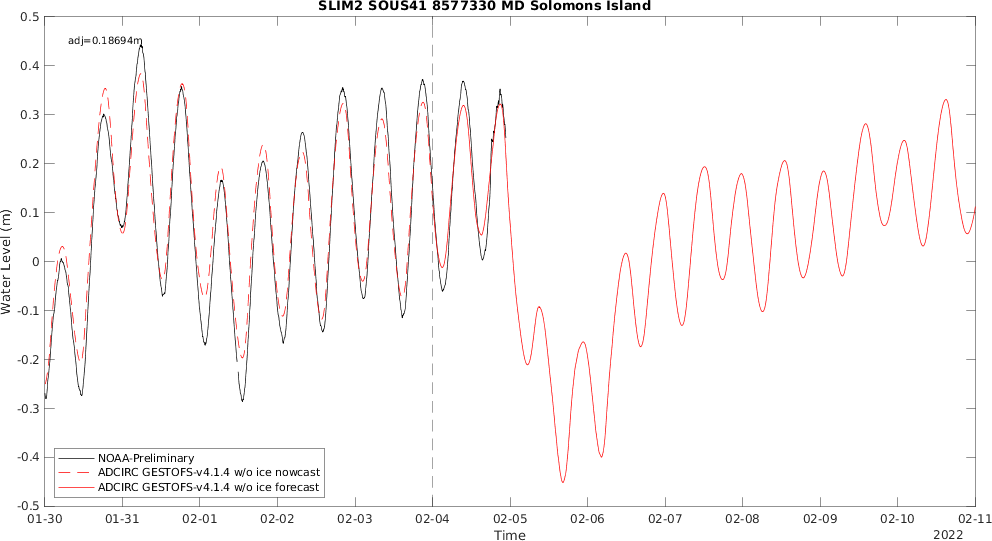 SLIM2 SOUS41 8577330 MD Solomons Island
adj=0.18694m
0.5
0.4
0.3
0.2
0.1
0
-0.1
-0.2
-0.3
-0.4
-0.5
Water Level (m)
NOAA-Preliminary
ADCIRC GESTOFS-v4.1.4 w/o ice nowcast
ADCIRC GESTOFS-v4.1.4 w/o ice forecast
01-30 01-31 02-01 02-02 02-03 02-04 02-05 02-06 02-07 02-08 02-09 02-10 02-11
Time
2022